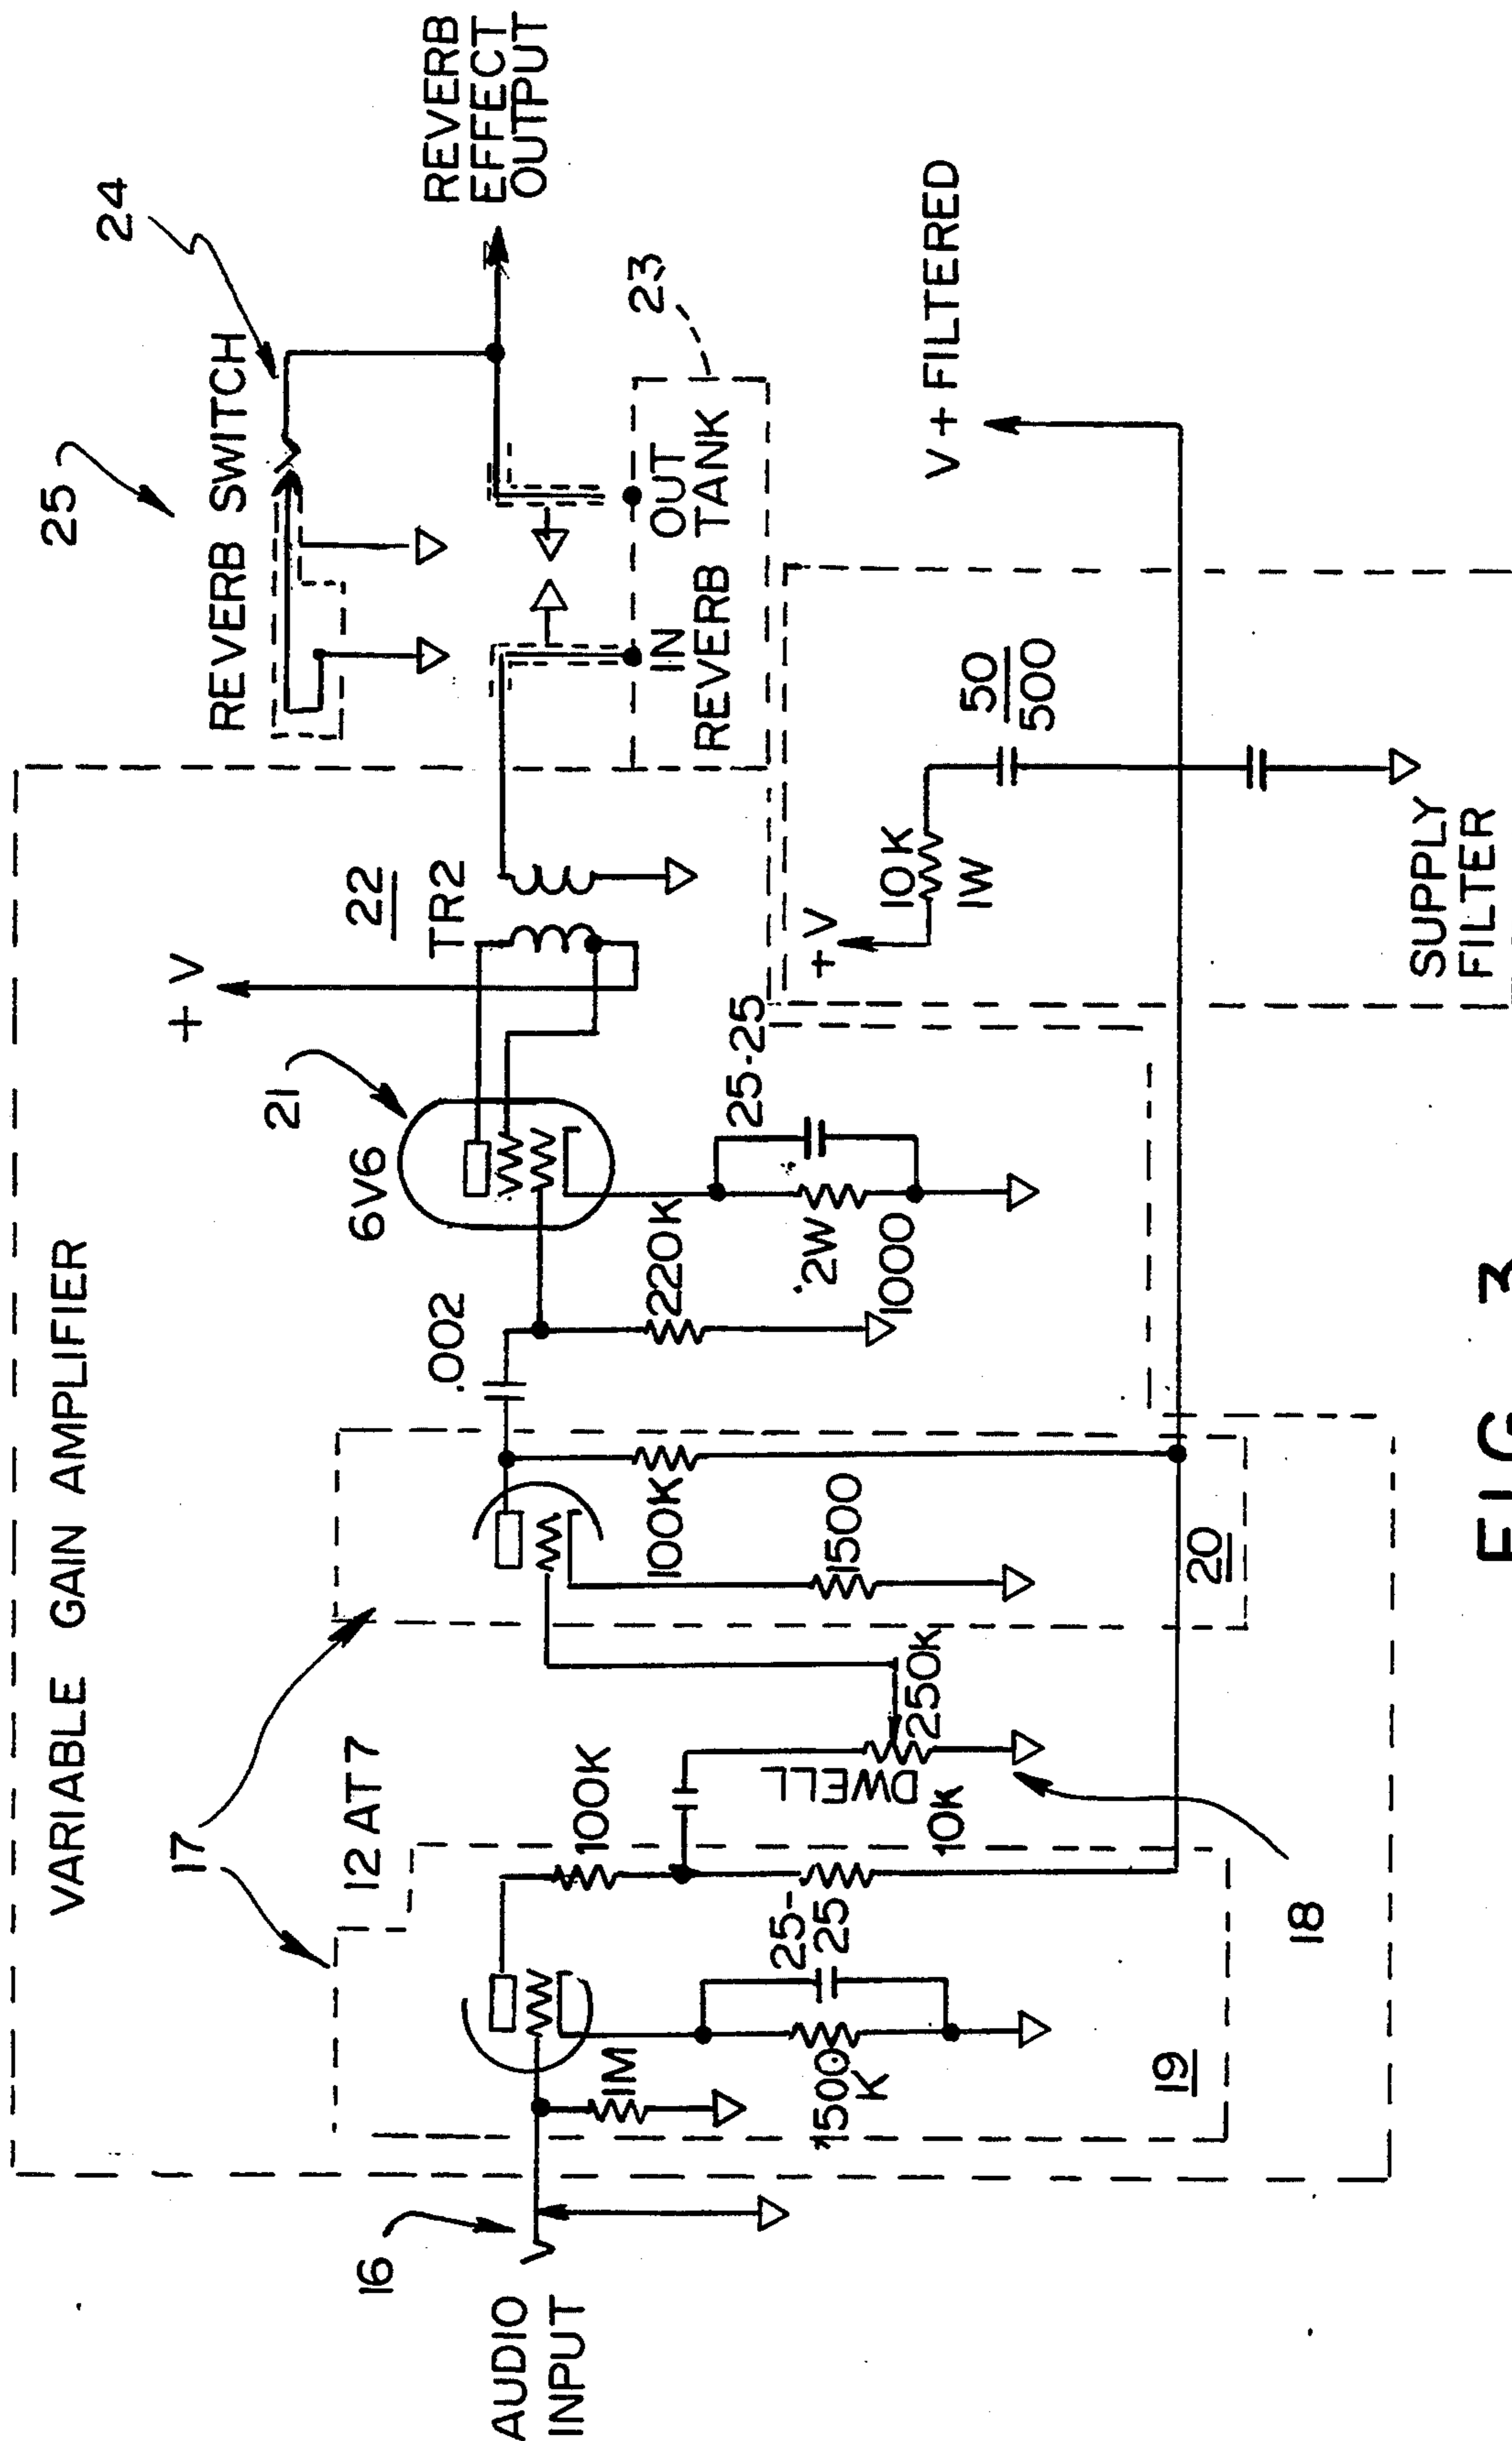 VARIABLE GAIN AMPLIFIER
25
24
REVERB SWITCH
REVERB
EFFECT
OUTPUT
17
12 AT 7
21
+ V
22
TR2
6V6
23
IN
OUT
REVERB TANK
16
AUDIO
INPUT
1M
1500
K
25-
25
19
100K
10K
DWELL
250K
18
100K
1500
20
.002
220K
2W
1000
25-25
+ V
10K
1W
50
500
V + FILTERED
SUPPLY
FILTER
FIG 3